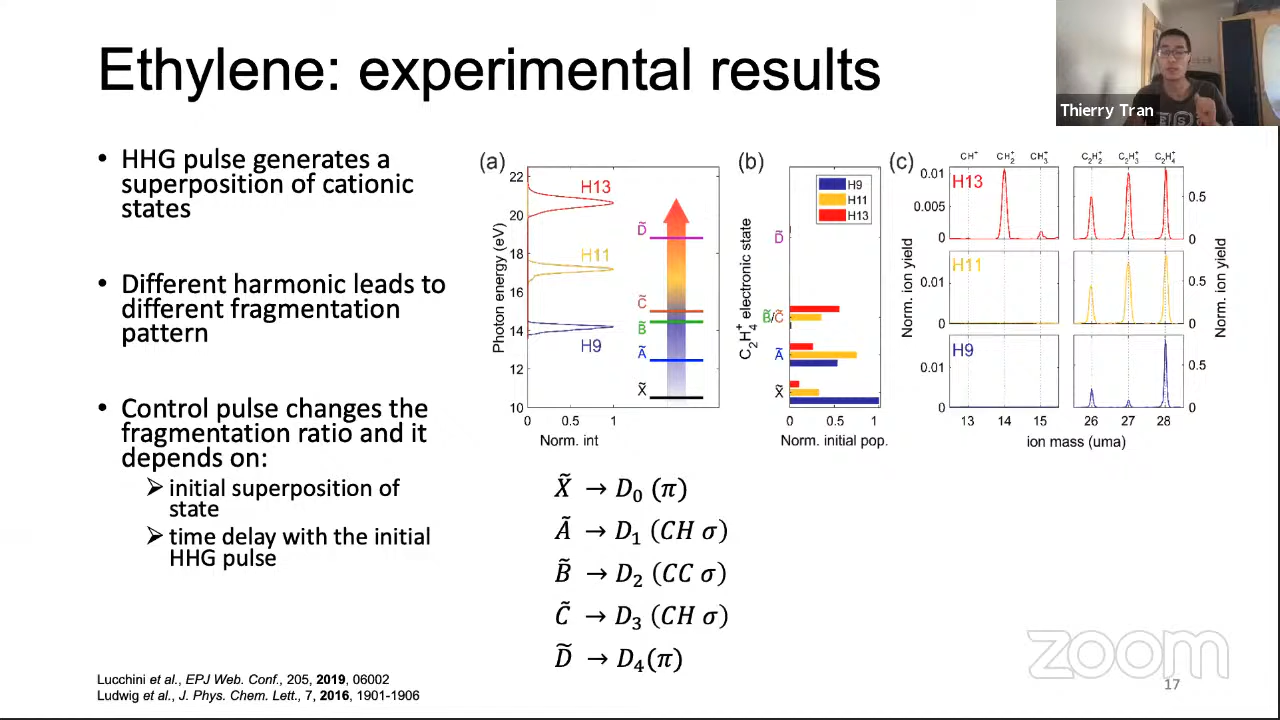 Ethylene: experimental results
Thierry Tran
• HHG pulse generates a
superposition of cationic
states
• Different harmonic leads to
different fragmentation
pattern
• Control pulse changes the
fragmentation ratio and it
depends on:
➢ initial superposition of
state
➢ time delay with the initial
HHG pulse
(a)
Photon energy (eV)
22
20
18
16
14
12
10
H13
H11
H9
0 0.5 1
Norm. int
D̃
C̃
B̃
Ã
X̃
(b)
C₂H₄⁺ electronic state
H9
H11
H13
D̃
B̃/C̃
Ã
X̃
0 0.5 1
Norm. initial pop.
(c)
CH⁺ CH₂⁺ CH₃⁺ C₂H₂⁺ C₂H₃⁺ C₂H₄⁺
Norm. ion yield
0.01
0.005
0
H13
0.5
0
0.01
0
H11
0.5
0
0.01
0
H9
0.5
0
13 14 15 26 27 28
ion mass (uma)
Norm. ion yield
X̃ → D₀ (π)
Ã → D₁ (CH σ)
B̃ → D₂ (CC σ)
C̃ → D₃ (CH σ)
D̃ → D₄(π)
Lucchini et al., EPJ Web. Conf., 205, 2019, 06002
Ludwig et al., J. Phys. Chem. Lett., 7, 2016, 1901-1906
zoom
17